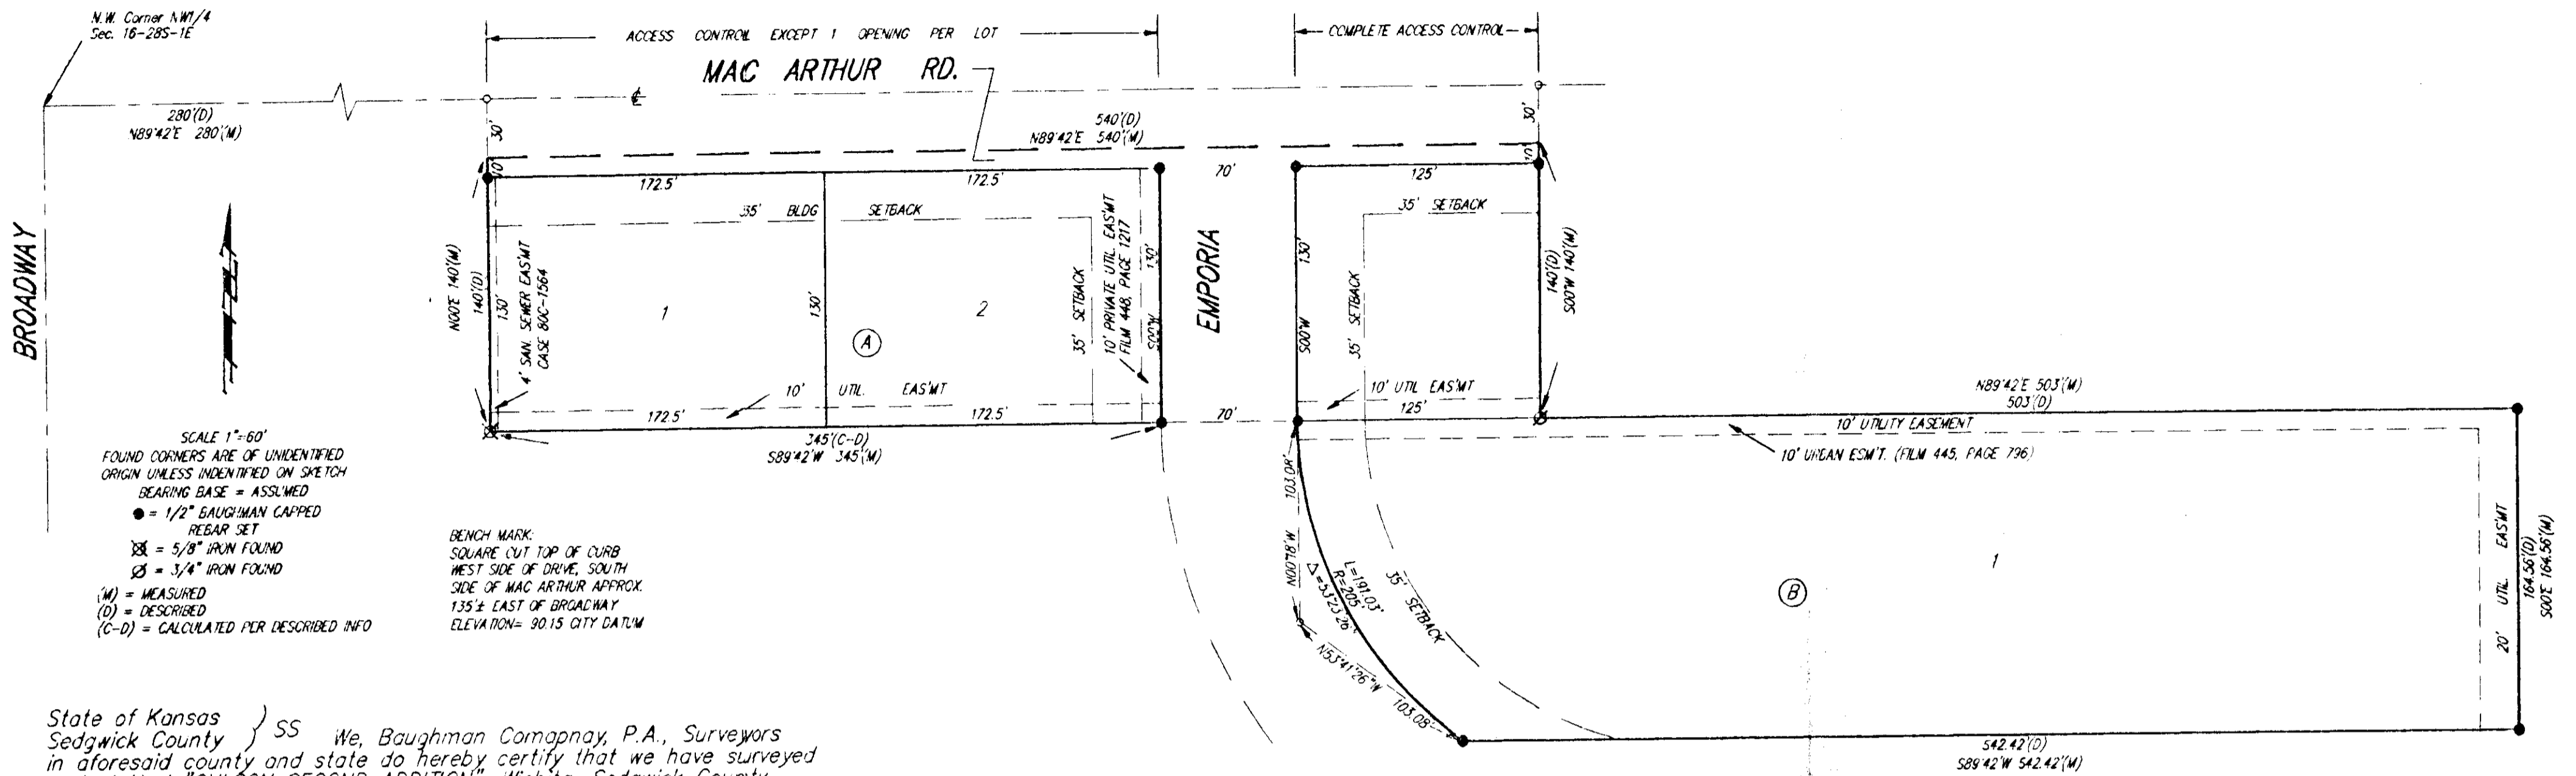 N.W. Corner NW1/4
Sec. 16-28S-1E
ACCESS CONTROL EXCEPT 1 OPENING PER LOT
COMPLETE ACCESS CONTROL
MAC ARTHUR RD.
280'(D)
N89°42'E 280'(M)
30'
540'(D)
N89°42'E 540'(M)
30'
10'
10'
172.5'
172.5'
70'
125'
35' BLDG SETBACK
35' SETBACK
BROADWAY
N00°E 140'(M)
140'(D)
130'
4' SAN. SEWER EAS'MT
CASE 80C-1564
1
130'
2
A
35' SETBACK
10' PRIVATE UTIL. EAS'MT
FILM 448, PAGE 1217
S00°W 130'
EMPORIA
S00°W 130'
35' SETBACK
140'(D)
S00°W 140'(M)
10' UTIL. EAS'MT
10' UTIL EAS'MT
172.5'
172.5'
70'
125'
345'(C-D)
S89°42'W 345'(M)
N89°42'E 503'(M)
503'(D)
10' UTILITY EASEMENT
10' URBAN ESM'T. (FILM 445, PAGE 796)
SCALE 1"=60'
FOUND CORNERS ARE OF UNIDENTIFIED
ORIGIN UNLESS INDENTIFIED ON SKETCH
BEARING BASE = ASSUMED
= 1/2" BAUGHMAN CAPPED
REBAR SET
= 5/8" IRON FOUND
= 3/4" IRON FOUND
(M) = MEASURED
(D) = DESCRIBED
(C-D) = CALCULATED PER DESCRIBED INFO
BENCH MARK:
SQUARE CUT TOP OF CURB
WEST SIDE OF DRIVE, SOUTH
SIDE OF MAC ARTHUR APPROX.
135'± EAST OF BROADWAY
ELEVATION= 90.15 CITY DATUM
N00°18'W 103.08'
L=191.03'
R=205'
Δ=53°23'26"
35' SETBACK
N53°41'26"W 103.08'
1
B
20' UTIL EAS'MT
164.56'(D)
S00°E 164.56'(M)
542.42'(D)
S89°42'W 542.42'(M)
State of Kansas
Sedgwick County } SS We, Baughman Comapnay, P.A., Surveyors
in aforesaid county and state do hereby certify that we have surveyed
SECOND ADDITION", Wichita, Sedgwick County,